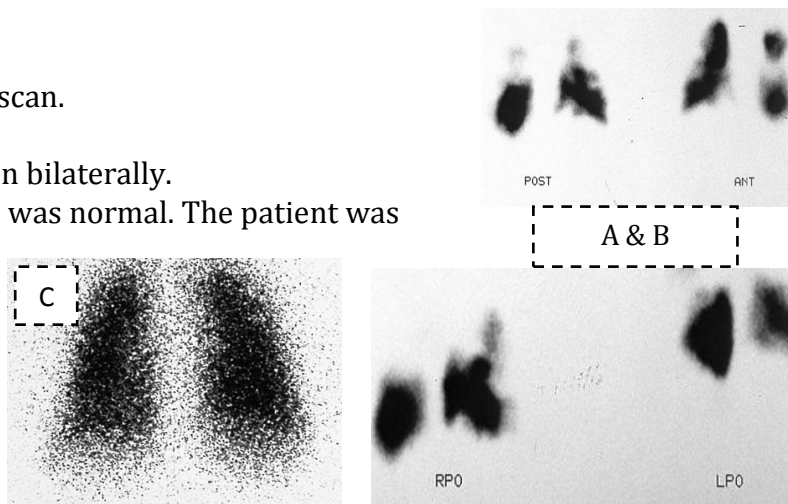 scan.
n bilaterally.
was normal. The patient was
POST
ANT
A & B
C
RPO
LPO